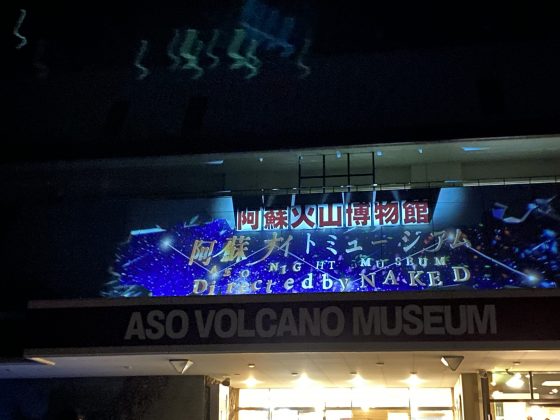 阿蘇火山博物館
阿蘇 ナイトミュージアム
ASO NIGHT MUSEUM
Directed by NAKED
ASO VOLCANO MUSEUM